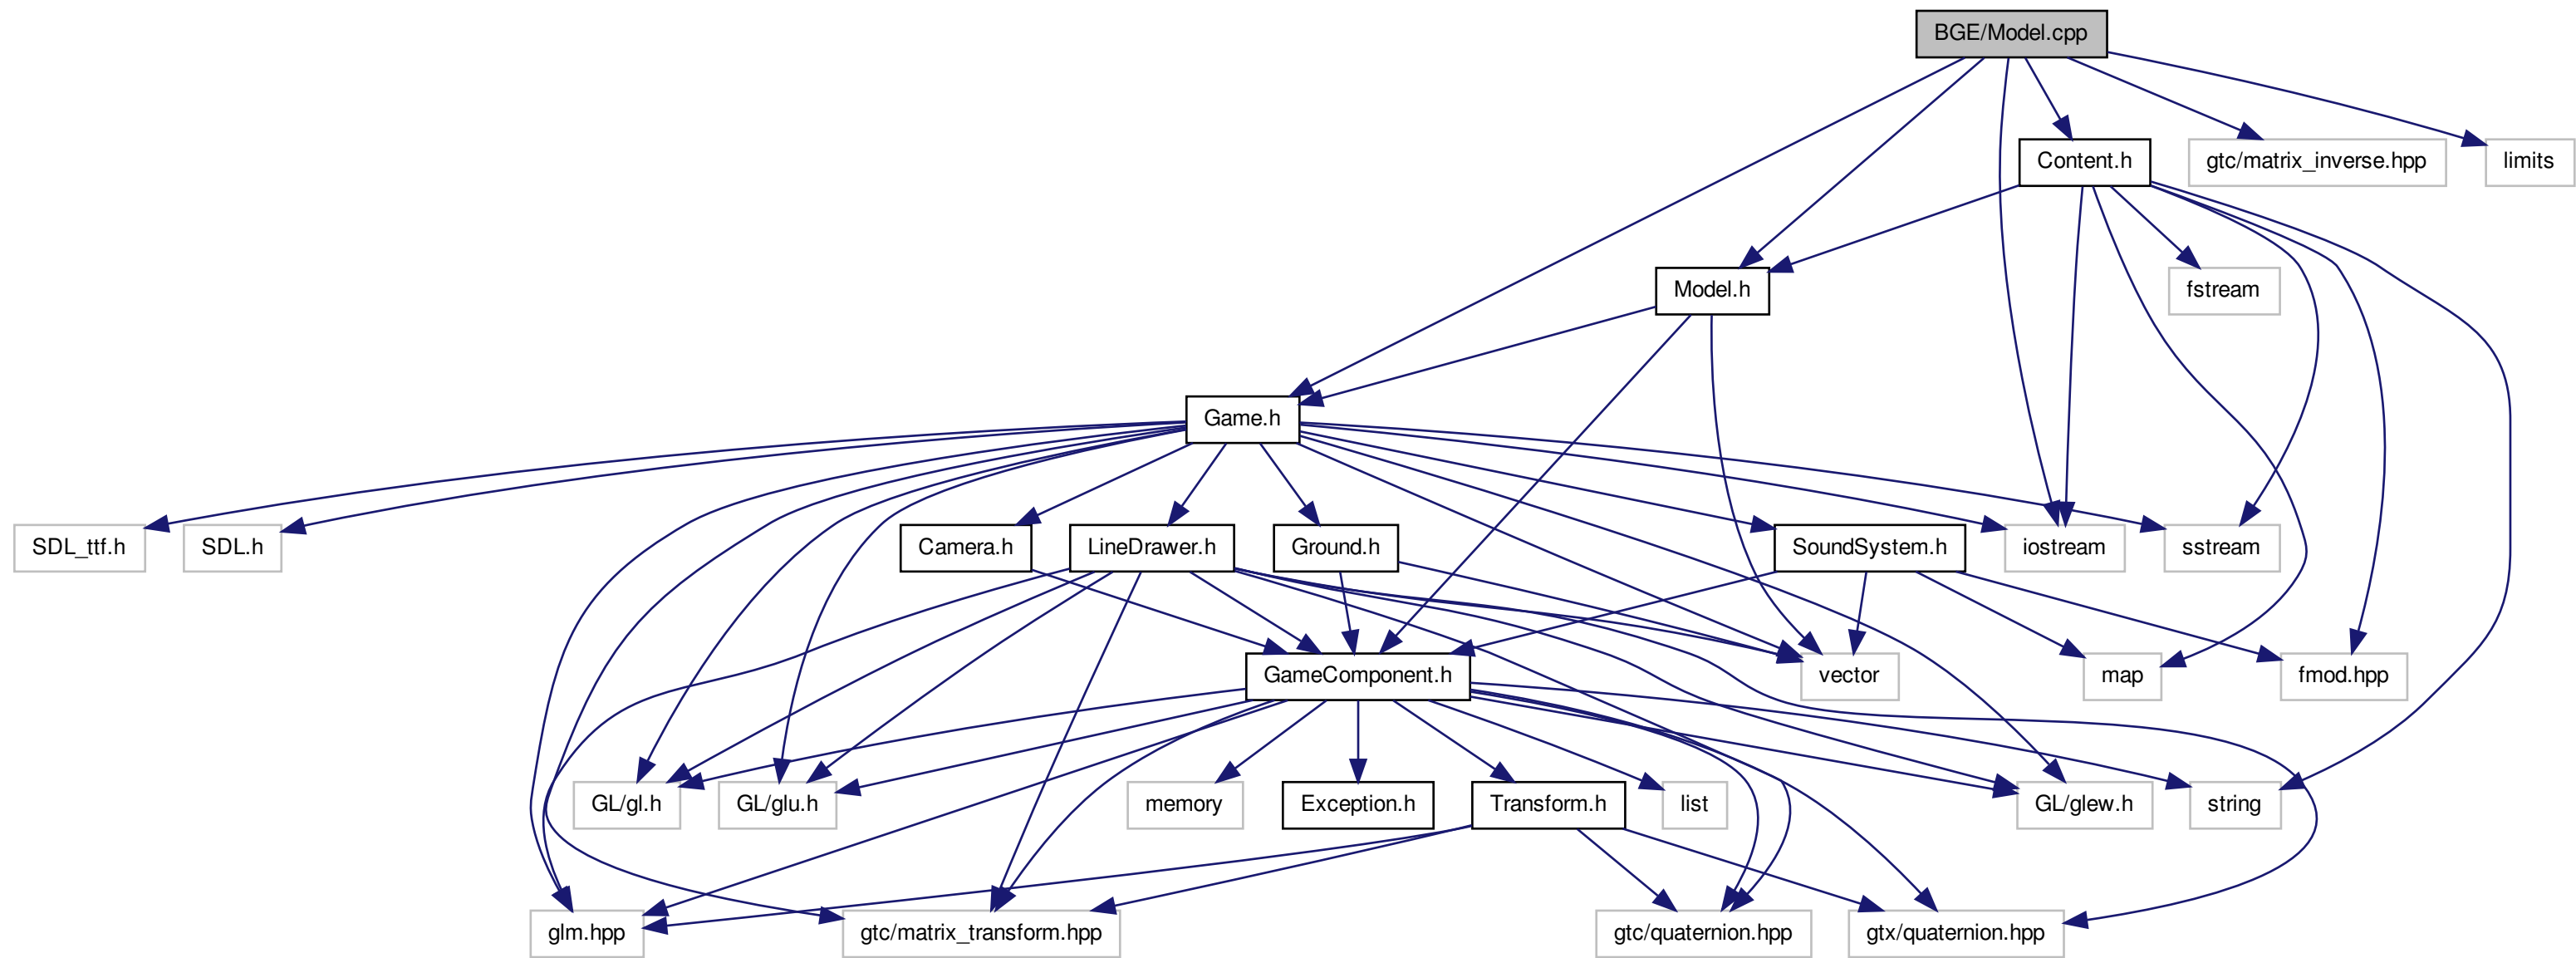 BGE/Model.cpp
Content.h
gtc/matrix_inverse.hpp
limits
Model.h
fstream
Game.h
SDL_ttf.h
SDL.h
Camera.h
LineDrawer.h
Ground.h
SoundSystem.h
iostream
sstream
GameComponent.h
vector
map
fmod.hpp
GL/gl.h
GL/glu.h
memory
Exception.h
Transform.h
list
GL/glew.h
string
glm.hpp
gtc/matrix_transform.hpp
gtc/quaternion.hpp
gtx/quaternion.hpp